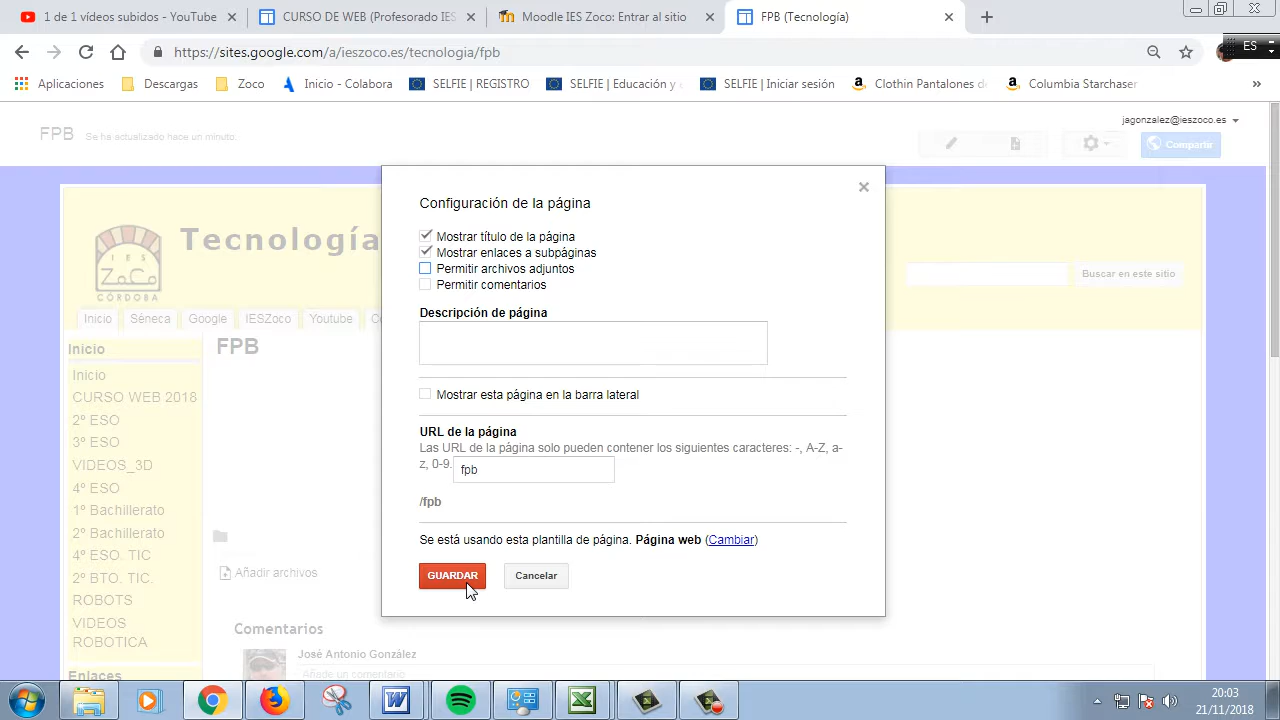 1 de 1 vídeos subidos - YouTube
CURSO DE WEB (Profesorado IES
Moodle IES Zoco: Entrar al sitio
FPB (Tecnología)
https://sites.google.com/a/ieszoco.es/tecnologia/fpb
ES
Aplicaciones
Descargas
Zoco
Inicio - Colabora
SELFIE | REGISTRO
SELFIE | Educación y
SELFIE | Iniciar sesión
Clothin Pantalones d
Columbia Starchaser
»
FPB
Se ha actualizado hace un minuto.
jagonzalez@ieszoco.es
Compartir
IES
ZOCO
CÓRDOBA
Tecnología
Buscar en este sitio
Inicio
Séneca
Google
IESZoco
Youtube
Inicio
Inicio
CURSO WEB 2018
2º ESO
3º ESO
VIDEOS_3D
4º ESO
1º Bachillerato
2º Bachillerato
4º ESO. TIC
2º BTO. TIC.
ROBOTS
VIDEOS
ROBOTICA
Enlaces
FPB
Añadir archivos
Comentarios
José Antonio González
Añade un comentario
Configuración de la página
Mostrar título de la página
Mostrar enlaces a subpáginas
Permitir archivos adjuntos
Permitir comentarios
Descripción de página
Mostrar esta página en la barra lateral
URL de la página
Las URL de la página solo pueden contener los siguientes caracteres: -, A-Z, a-
z, 0-9. fpb
/fpb
Se está usando esta plantilla de página. Página web (Cambiar)
GUARDAR
Cancelar
20:03
21/11/2018